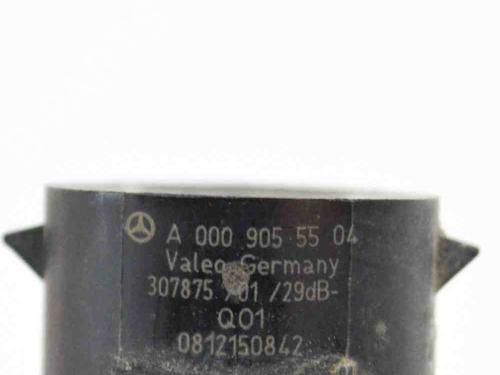 A 000 905 55 04
Valeo Germany
307875 /01 /29dB-
Q01
0812150842